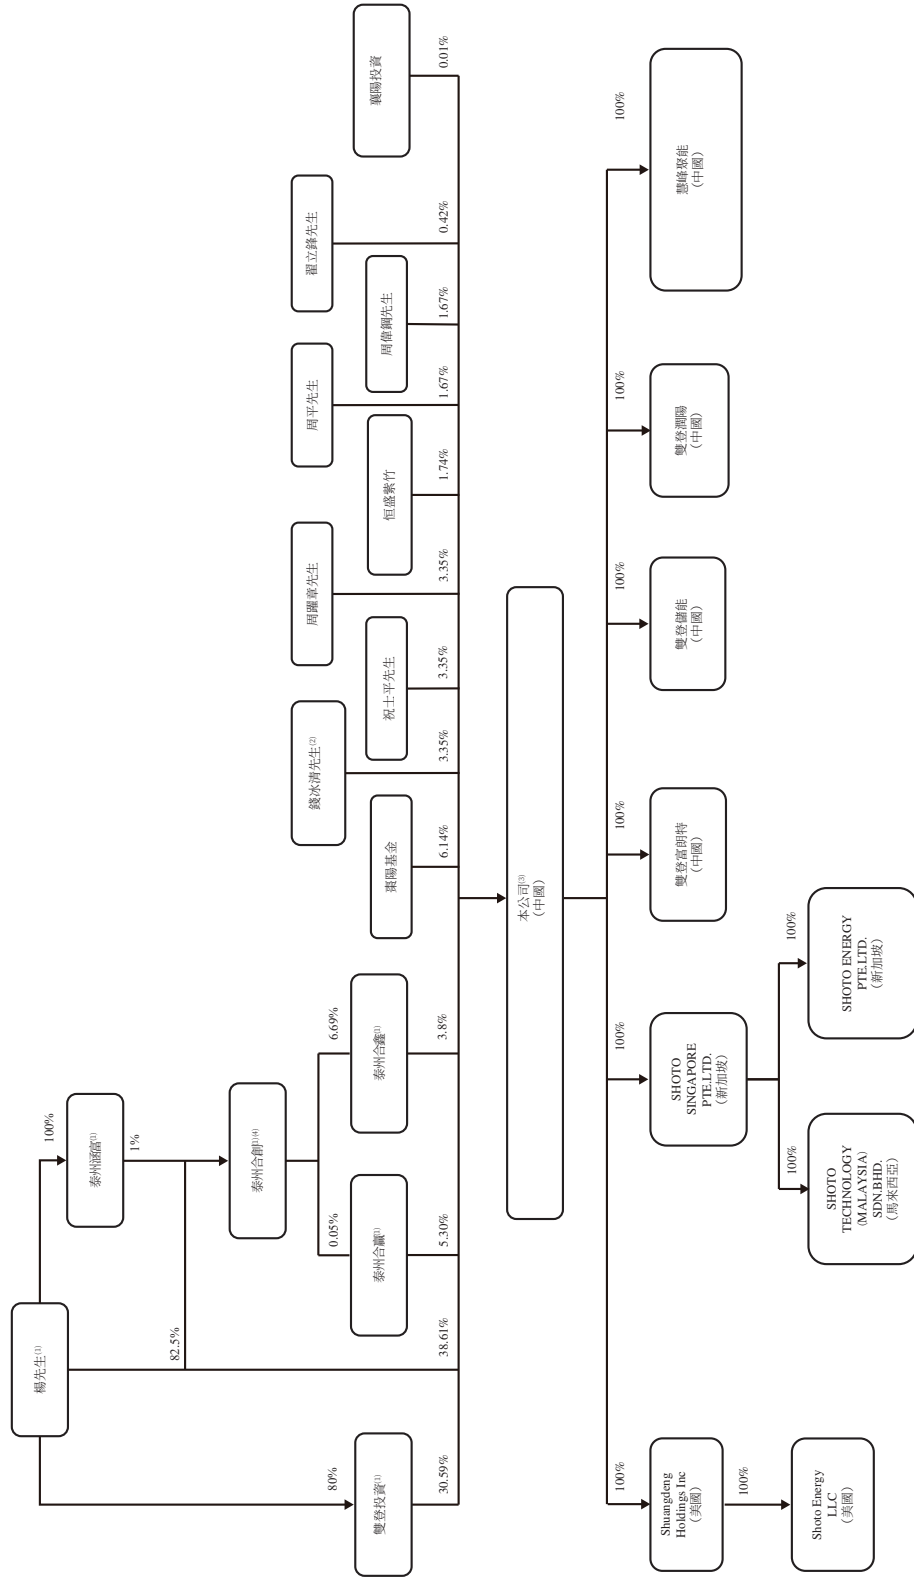 楊先生(1)
100%
泰州涵富(1)
1%
82.5%
泰州合創(1)(4)
80%
0.05%
6.69%
雙登投資(1)
泰州合贏(1)
泰州合鑫(1)
棗陽基金
錢冰清先生(2)
祝士平先生
周躍章先生
恒盛紫竹
周平先生
周偉鋼先生
翟立鋒先生
襄陽投資
30.59%
38.61%
5.30%
3.8%
6.14%
3.35%
3.35%
3.35%
1.74%
1.67%
1.67%
0.42%
0.01%
本公司(3)
(中國)
100%
100%
100%
100%
100%
100%
Shuangdeng
Holdings Inc
(美國)
SHOTO
SINGAPORE
PTE.LTD.
(新加坡)
雙登富朗特
(中國)
雙登儲能
(中國)
雙登潤陽
(中國)
慧峰聚能
(中國)
100%
100%
100%
Shoto Energy
LLC
(美國)
SHOTO
TECHNOLOGY
(MALAYSIA)
SDN.BHD.
(馬來西亞)
SHOTO ENERGY
PTE.LTD.
(新加坡)